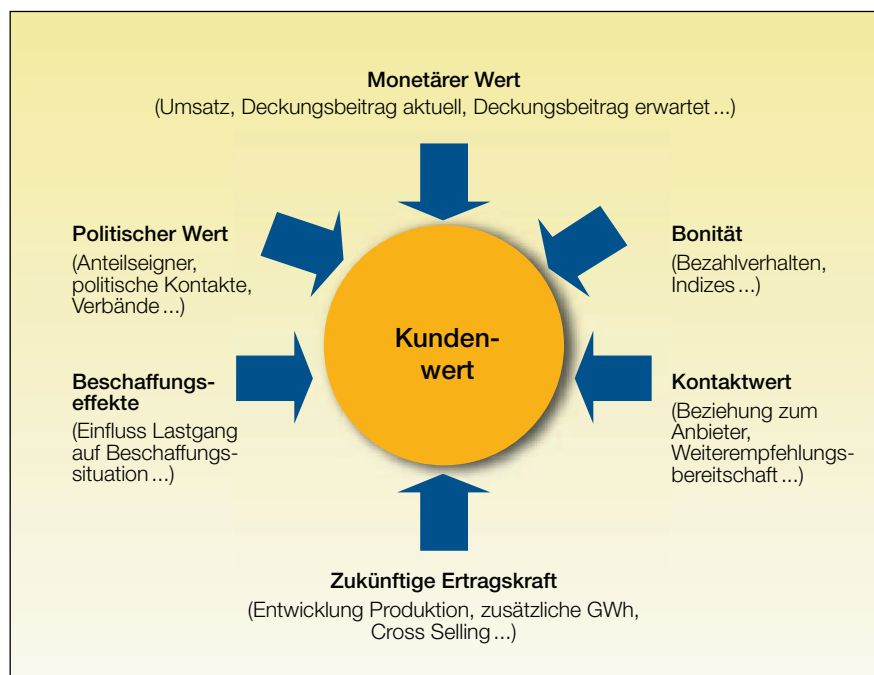 Monetärer Wert
(Umsatz, Deckungsbeitrag aktuell, Deckungsbeitrag erwartet ...)
Politischer Wert
(Anteilseigner,
politische Kontakte,
Verbände ...)
Bonität
(Bezahlverhalten,
Indizes ...)
Kunden-
wert
Beschaffungs-
effekte
(Einfluss Lastgang
auf Beschaffungs-
situation ...)
Kontaktwert
(Beziehung zum
Anbieter,
Weiterempfehlungs-
bereitschaft ...)
Zukünftige Ertragskraft
(Entwicklung Produktion, zusätzliche GWh,
Cross Selling ...)